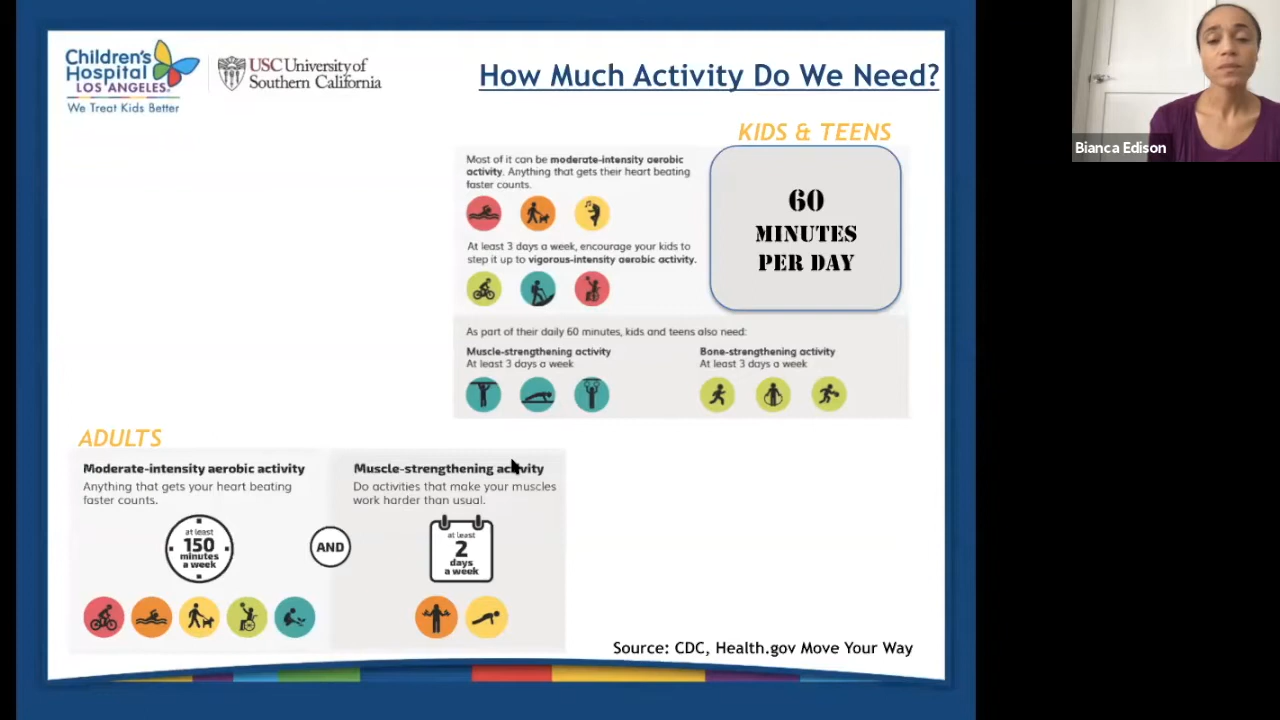 Children's
Hospital
LOS ANGELES®
We Treat Kids Better
USC University of
Southern California
How Much Activity Do We Need?
Bianca Edison
KIDS & TEENS
Most of it can be moderate-intensity aerobic
activity. Anything that gets their heart beating
faster counts.
At least 3 days a week, encourage your kids to
step it up to vigorous-intensity aerobic activity.
60
MINUTES
PER DAY
As part of their daily 60 minutes, kids and teens also need:
Muscle-strengthening activity
At least 3 days a week
Bone-strengthening activity
At least 3 days a week
ADULTS
Moderate-intensity aerobic activity
Anything that gets your heart beating
faster counts.
at least
150
minutes
a week
AND
Muscle-strengthening activity
Do activities that make your muscles
work harder than usual.
at least
2
days
a week
Source: CDC, Health.gov Move Your Way